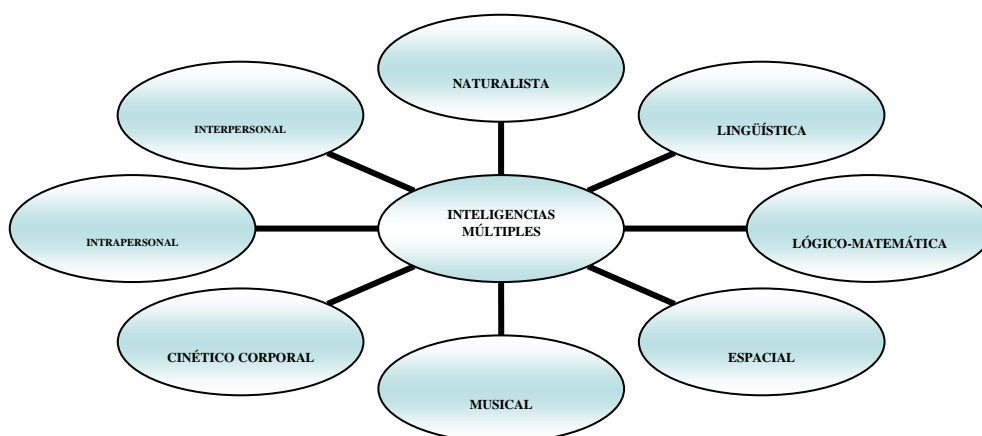 NATURALISTA
INTERPERSONAL
LINGÜÍSTICA
INTELIGENCIAS
MÚLTIPLES
INTRAPERSONAL
LÓGICO-MATEMÁTICA
CINÉTICO CORPORAL
ESPACIAL
MUSICAL